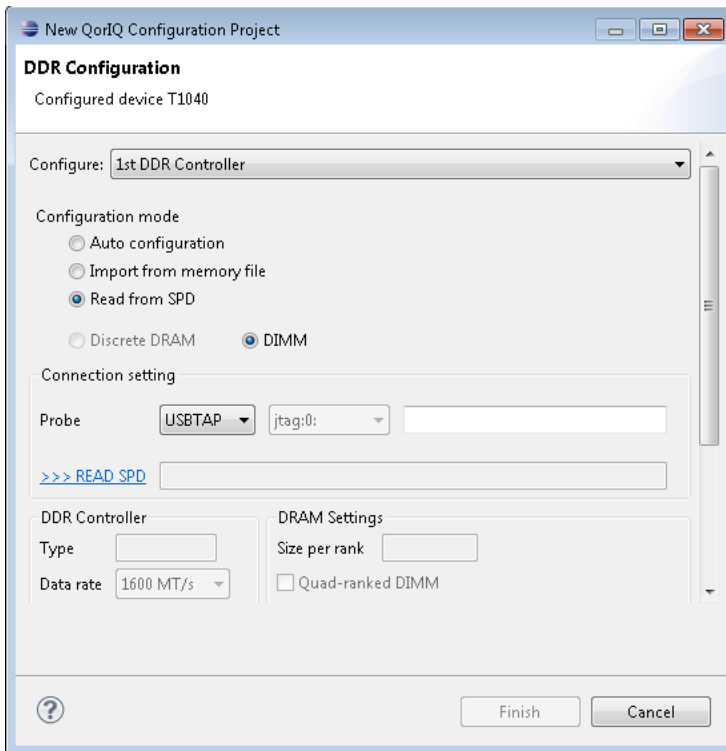 New QorIQ Configuration Project
DDR Configuration
Configured device T1040
Configure: 1st DDR Controller
Configuration mode
Auto configuration
Import from memory file
Read from SPD
Discrete DRAM DIMM
Connection setting
Probe USBTAP jtag:0:
>>> READ SPD
DDR Controller DRAM Settings
Type Size per rank
Data rate 1600 MT/s Quad-ranked DIMM
? Finish Cancel